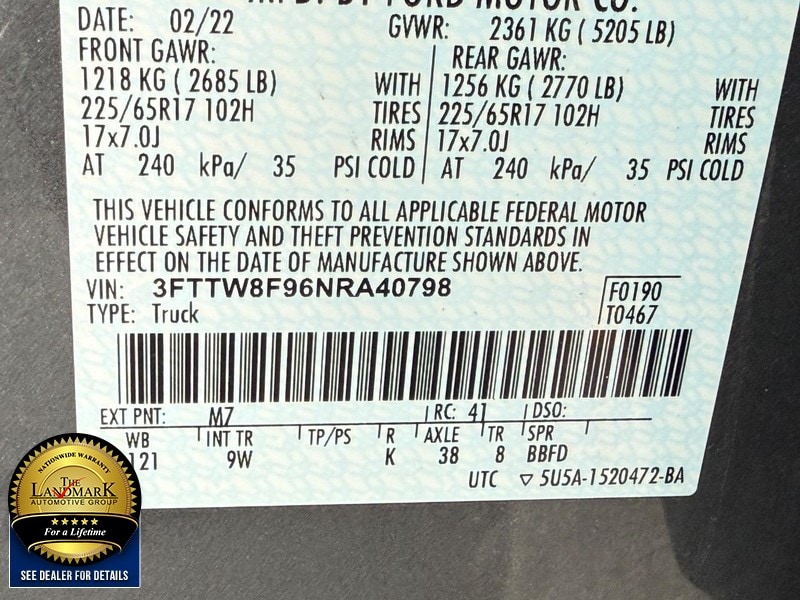 MFD. BY FORD MOTOR CO.
DATE: 02/22 GVWR: 2361 KG ( 5205 LB)
FRONT GAWR: REAR GAWR:
1218 KG ( 2685 LB) WITH 1256 KG ( 2770 LB) WITH
225/65R17 102H TIRES 225/65R17 102H TIRES
17x7.0J RIMS 17x7.0J RIMS
AT 240 kPa/ 35 PSI COLD AT 240 kPa/ 35 PSI COLD
THIS VEHICLE CONFORMS TO ALL APPLICABLE FEDERAL MOTOR
VEHICLE SAFETY AND THEFT PREVENTION STANDARDS IN
EFFECT ON THE DATE OF MANUFACTURE SHOWN ABOVE.
VIN: 3FTTW8F96NRA40798 F0190
TYPE: Truck T0467
EXT PNT: M7 RC: 41 DSO:
WB INT TR TP/PS R AXLE TR SPR
121 9W K 38 8 BBFD
UTC ▽ 5U5A-1520472-BA
NATIONWIDE WARRANTY
THE
LANDMARK
AUTOMOTIVE GROUP
For a Lifetime
SEE DEALER FOR DETAILS